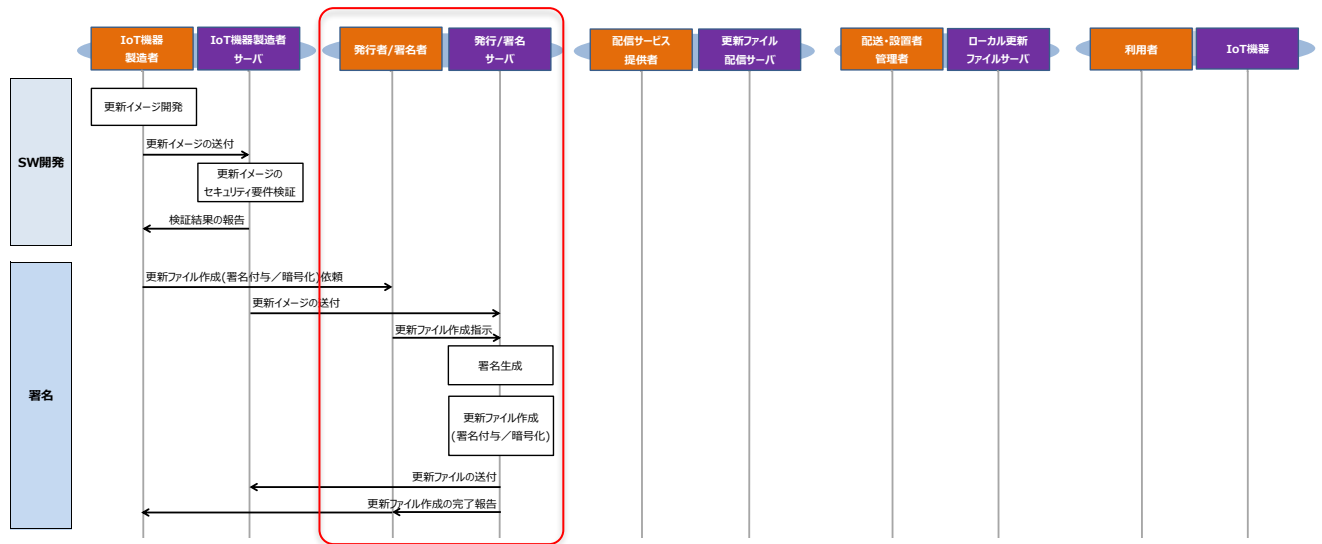 IoT機器
製造者
IoT機器製造者
サーバ
発行者/署名者
発行/署名
サーバ
配信サービス
提供者
更新ファイル
配信サーバ
配送・設置者
管理者
ローカル更新
ファイルサーバ
利用者
IoT機器
SW開発
更新イメージ開発
更新イメージの送付
更新イメージの
セキュリティ要件検証
検証結果の報告
署名
更新ファイル作成(署名付与／暗号化)依頼
更新イメージの送付
更新ファイル作成指示
署名生成
更新ファイル作成
(署名付与／暗号化)
更新ファイルの送付
更新ファイル作成の完了報告